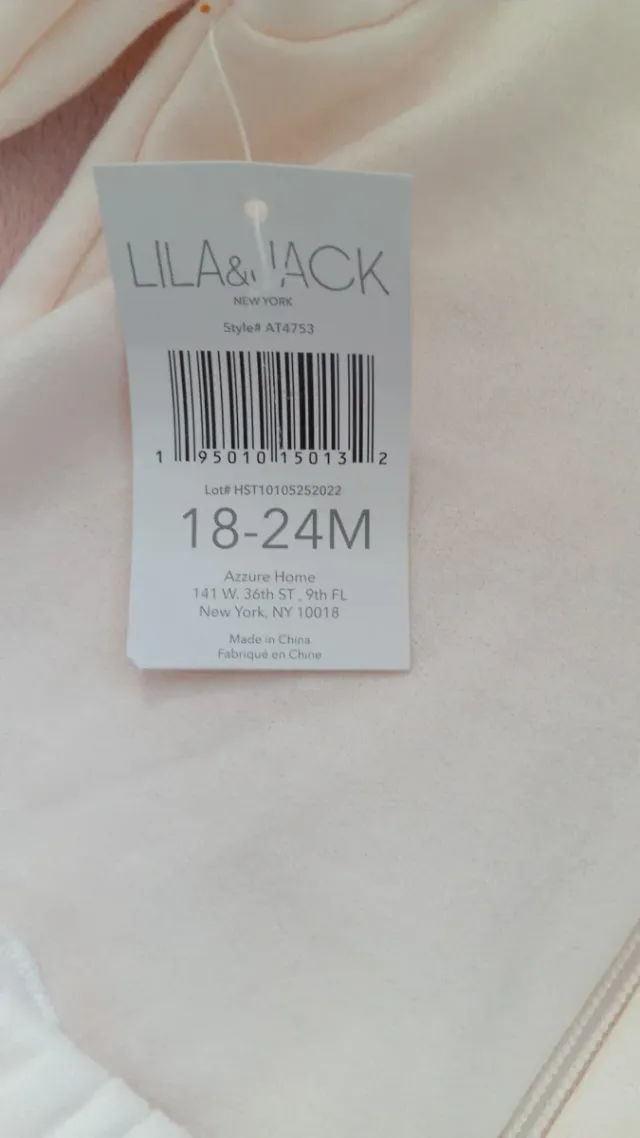 LILA&JACK
NEW YORK
Style# AT4753
1 95010 15013 2
Lot# HST10105252022
18-24M
Azzure Home
141 W. 36th ST , 9th FL
New York, NY 10018
Made in China
Fabriqué en Chine